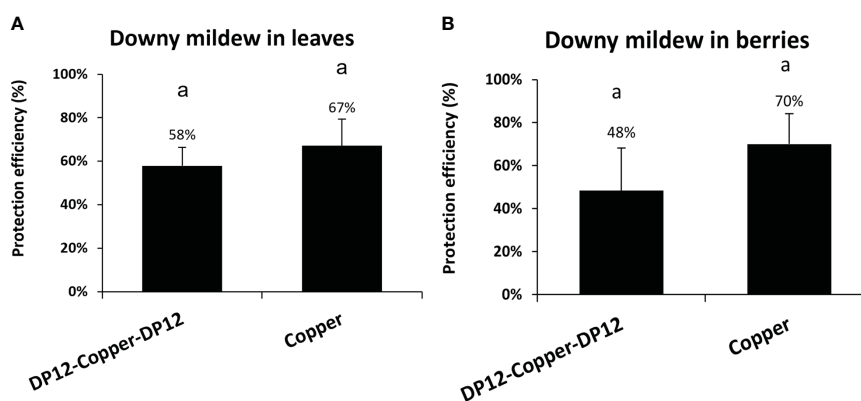 A
Downy mildew in leaves
Protection efficiency (%)
100%
80%
60%
40%
20%
0%
a
58%
a
67%
DP12-Copper-DP12
Copper
B
Downy mildew in berries
Protection efficiency (%)
100%
80%
60%
40%
20%
0%
a
48%
a
70%
DP12-Copper-DP12
Copper